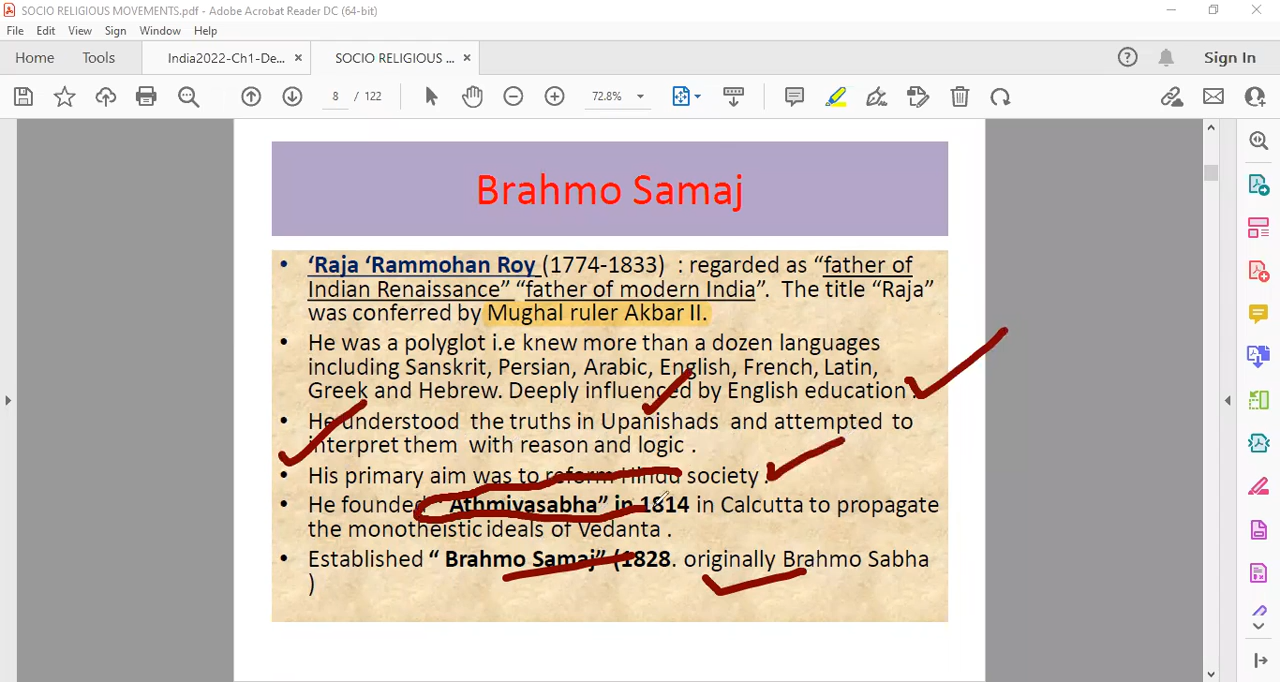 SOCIO RELIGIOUS MOVEMENTS.pdf - Adobe Acrobat Reader DC (64-bit)
File Edit View Sign Window Help
Home Tools India2022-Ch1-De... × SOCIO RELIGIOUS ... × Sign In
8 / 122 72.8%
Brahmo Samaj
• ‘Raja ‘Rammohan Roy (1774-1833) : regarded as “father of
Indian Renaissance” “father of modern India”. The title “Raja”
was conferred by Mughal ruler Akbar II.
• He was a polyglot i.e knew more than a dozen languages
including Sanskrit, Persian, Arabic, English, French, Latin,
Greek and Hebrew. Deeply influenced by English education .
• He understood the truths in Upanishads and attempted to
interpret them with reason and logic .
• His primary aim was to reform Hindu society .
• He founded “ Athmiyasabha” in 1814 in Calcutta to propagate
the monotheistic ideals of Vedanta .
• Established “ Brahmo Samaj” (1828. originally Brahmo Sabha
)